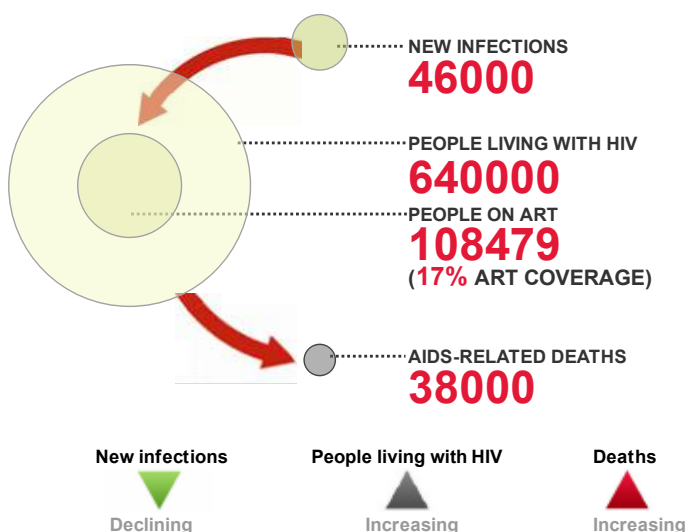 NEW INFECTIONS
46000
PEOPLE LIVING WITH HIV
640000
PEOPLE ON ART
108479
(17% ART COVERAGE)
AIDS-RELATED DEATHS
38000
New infections People living with HIV Deaths
Declining Increasing Increasing